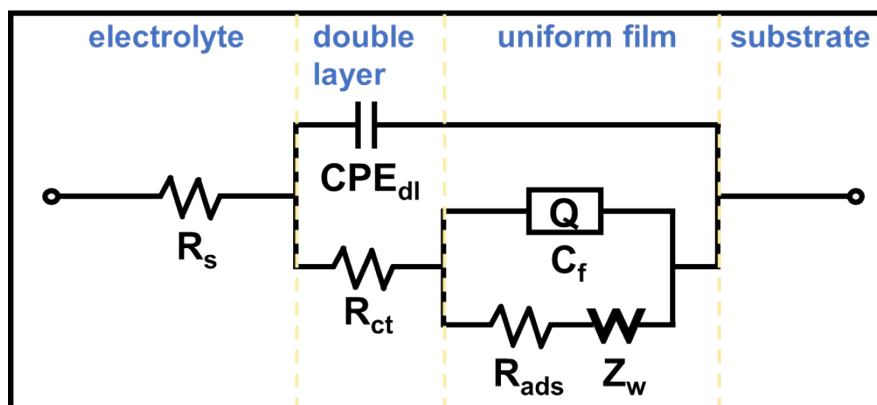 electrolyte
double
layer
uniform film
substrate
CPEdl
Rs
Q
Cf
Rct
Rads
Zw